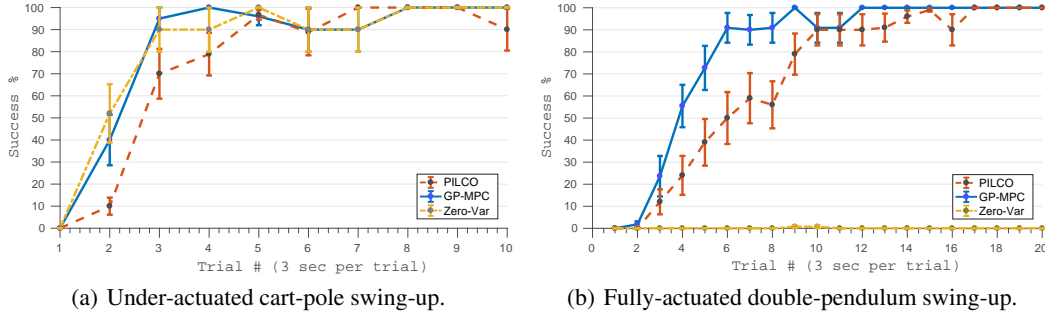 100
90
80
70
60
50
40
30
20
10
0
Success %
1 2 3 4 5 6 7 8 9 10
Trial # (3 sec per trial)
PILCO
GP-MPC
Zero-Var
(a) Under-actuated cart-pole swing-up.
100
90
80
70
60
50
40
30
20
10
0
Success %
0 2 4 6 8 10 12 14 16 18 20
Trial # (3 sec per trial)
PILCO
GP-MPC
Zero-Var
(b) Fully-actuated double-pendulum swing-up.